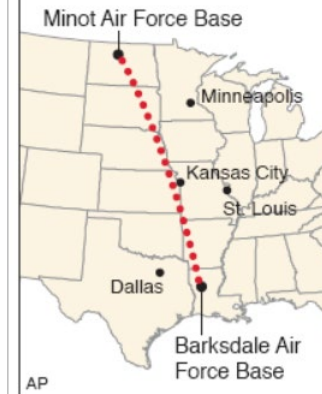 Minot Air Force Base
Minneapolis
Kansas City
St. Louis
Dallas
Barksdale Air
Force Base
AP